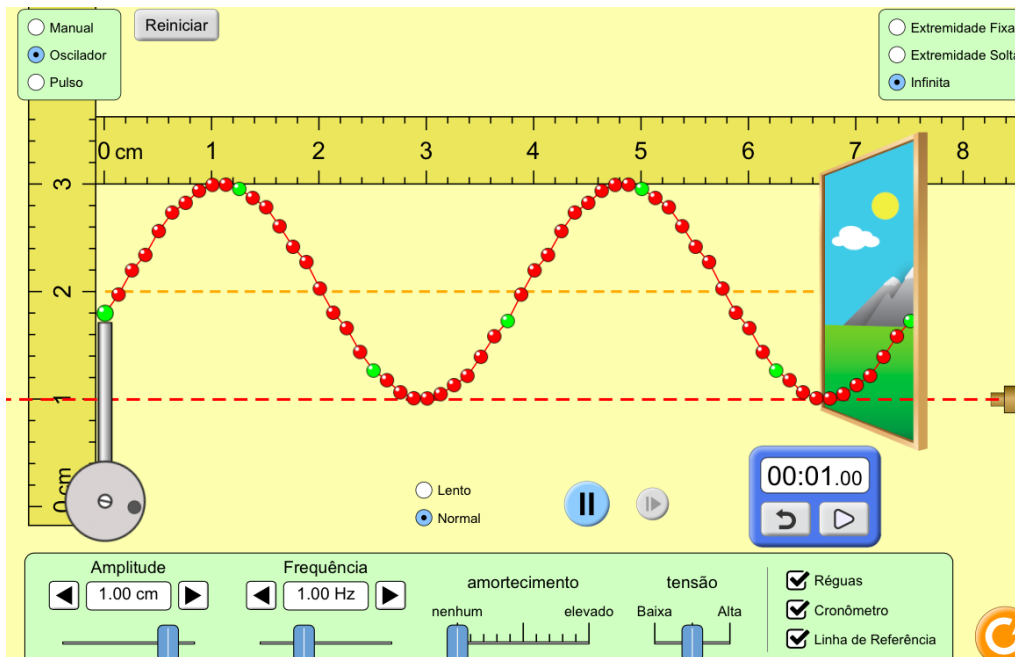 Manual
Oscilador
Pulso
Reiniciar
Extremidade Fixa
Extremidade Solta
Infinita
0 cm 1 2 3 4 5 6 7 8
3
2
1
0 cm
Lento
Normal
00:01.00
Amplitude
1.00 cm
Frequência
1.00 Hz
amortecimento
nenhum elevado
tensão
Baixa Alta
Réguas
Cronômetro
Linha de Referência